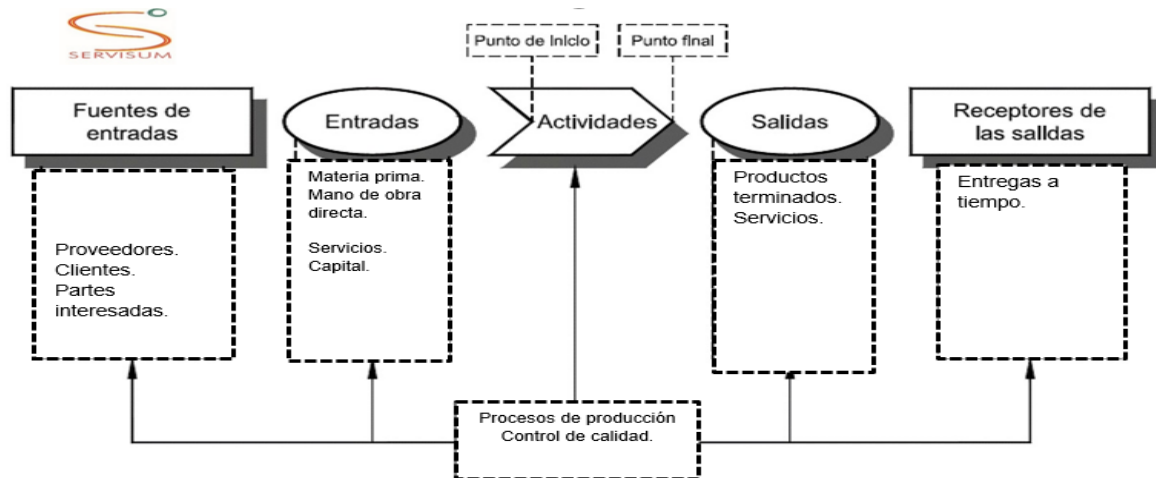 SERVISUM
Punto de inicio
Punto final
Fuentes de
entradas
Entradas
Actividades
Salidas
Receptores de
las salidas
Proveedores.
Clientes.
Partes
interesadas.
Materia prima.
Mano de obra
directa.
Servicios.
Capital.
Productos
terminados.
Servicios.
Entregas a
tiempo.
Procesos de producción
Control de calidad.